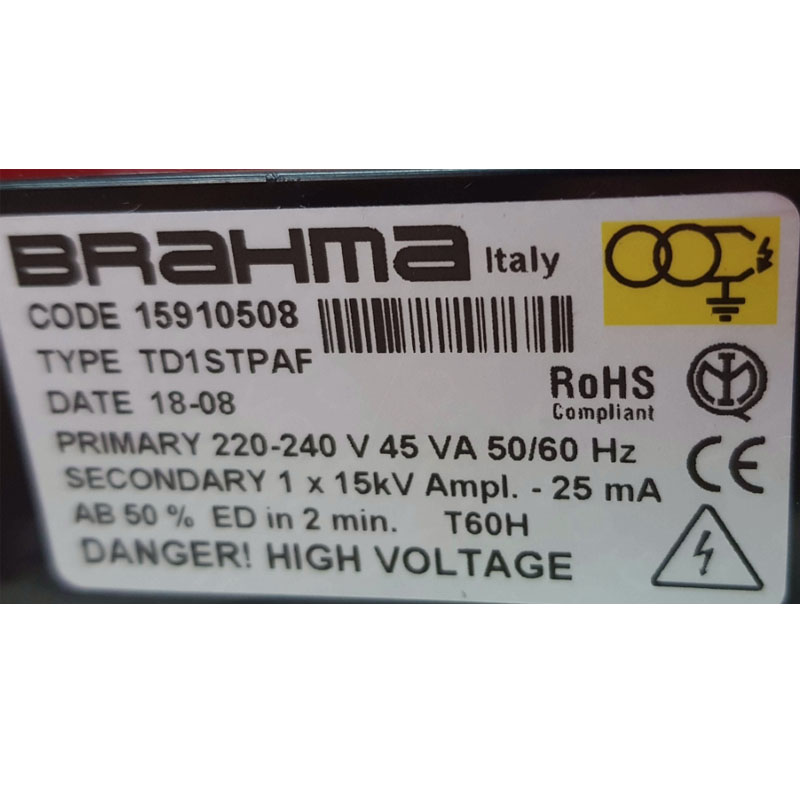 BRAHMA Italy
CODE 15910508
TYPE TD1STPAF
DATE 18-08
RoHS
Compliant
PRIMARY 220-240 V 45 VA 50/60 Hz
SECONDARY 1 x 15kV Ampl. - 25 mA
AB 50 % ED in 2 min. T60H
DANGER! HIGH VOLTAGE
IMQ
CE